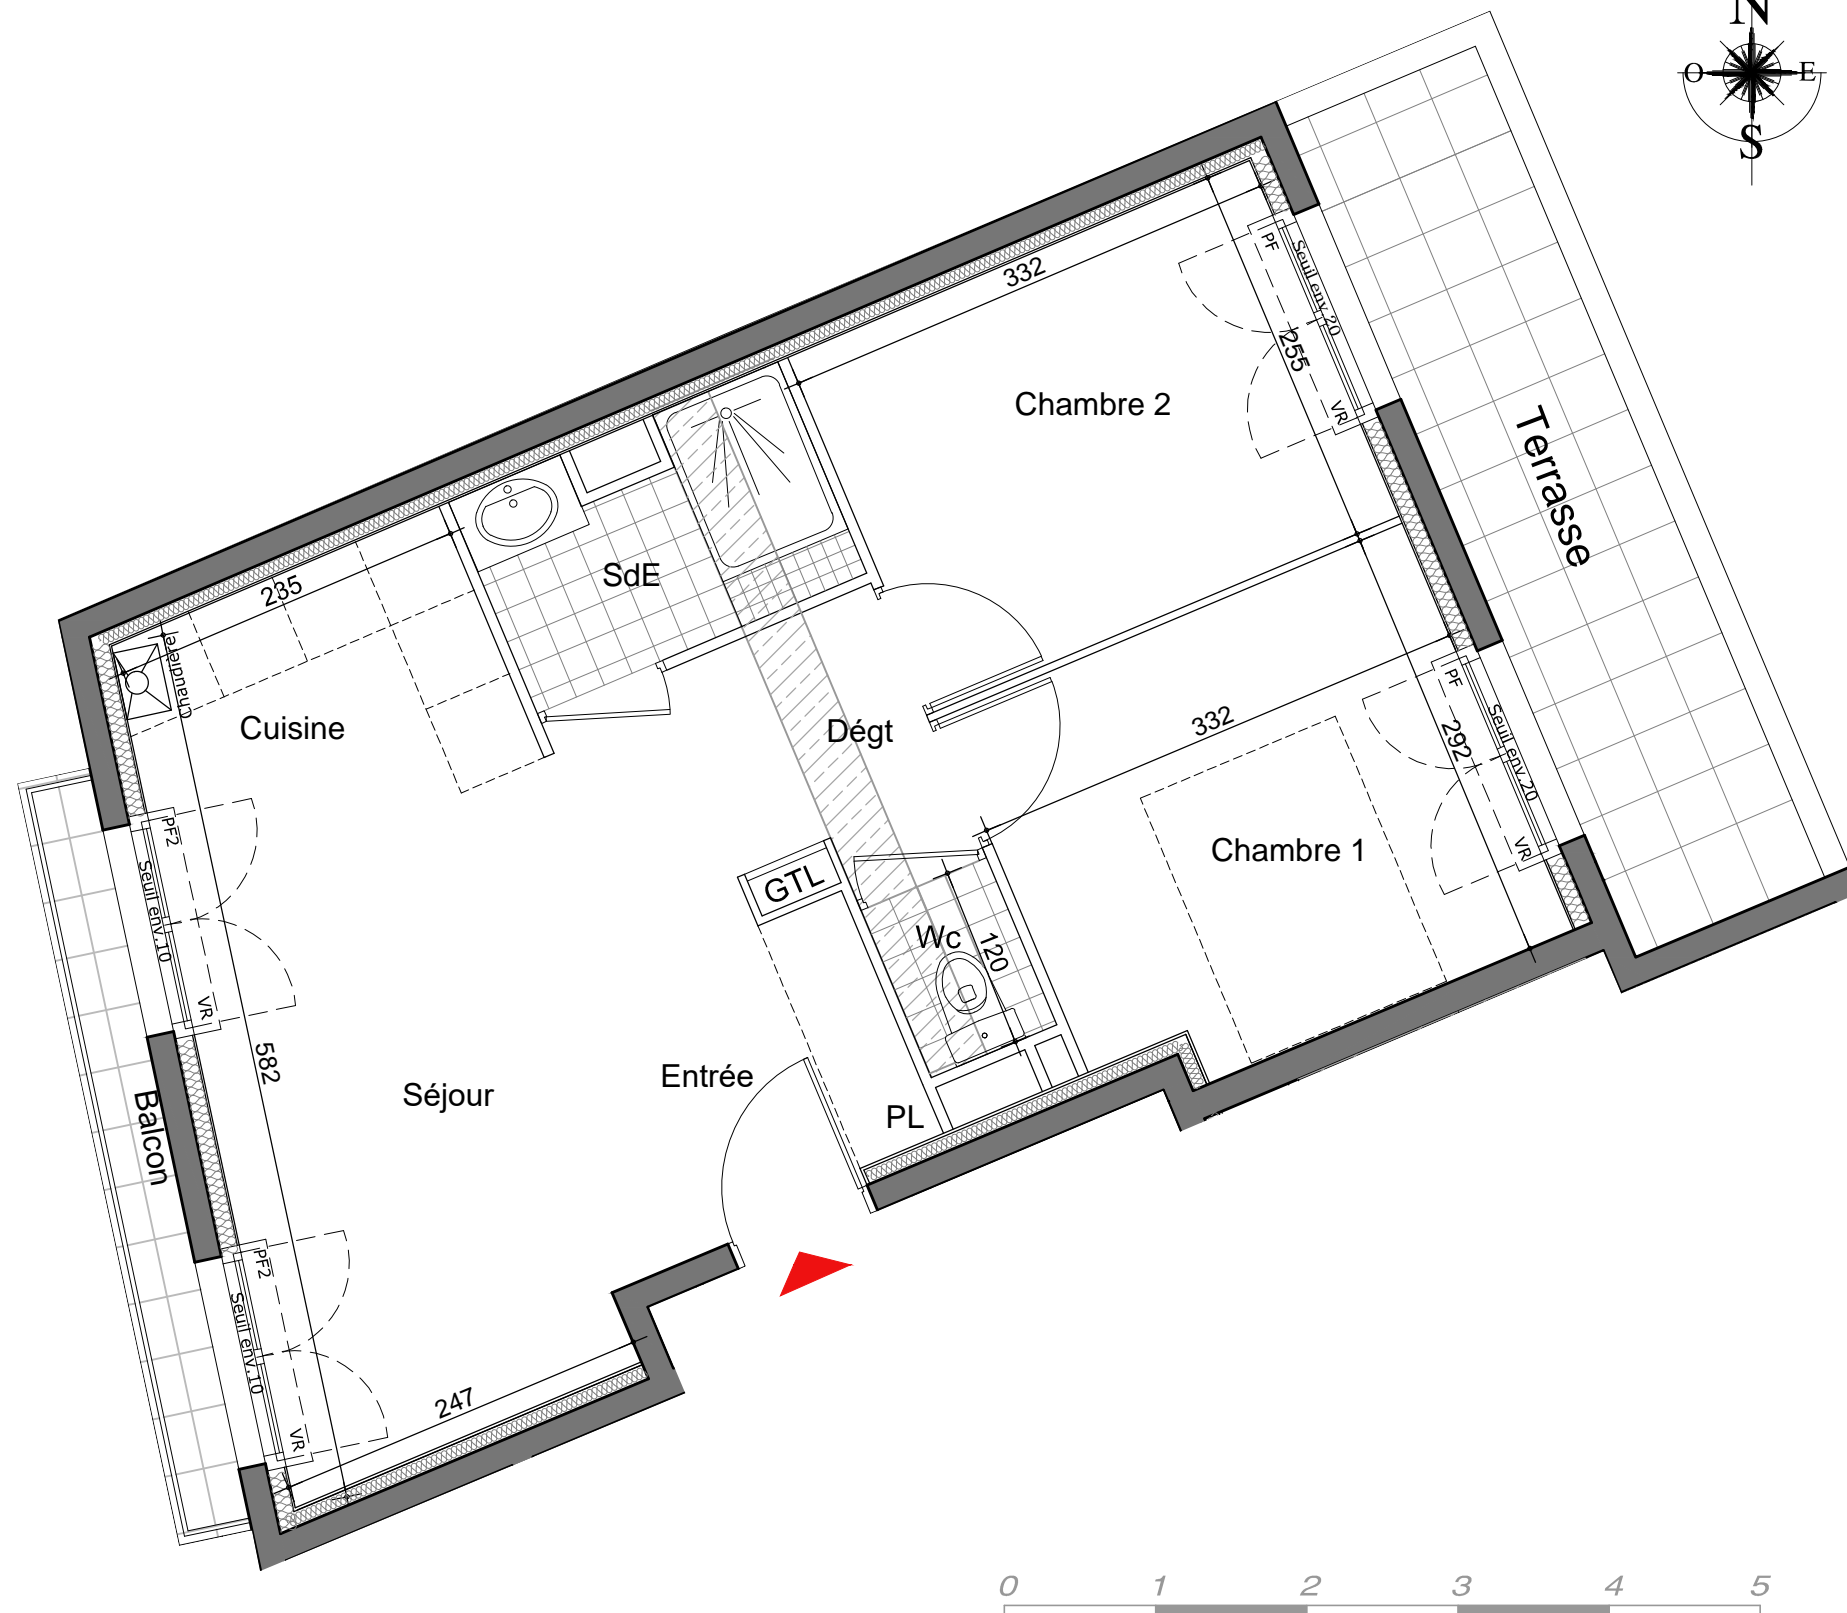 N
O
E
S
332
PF
Seuil env.20
255
VR
Chambre 2
Terrasse
235
SdE
Chaudière
Cuisine
Dégt
332
PF
Seuil env.20
292
VR
Chambre 1
PF2
Seuil env.10
VR
GTL
Wc
120
582
Séjour
Entrée
PL
Balcon
PF2
Seuil env.10
VR
247
0 1 2 3 4 5